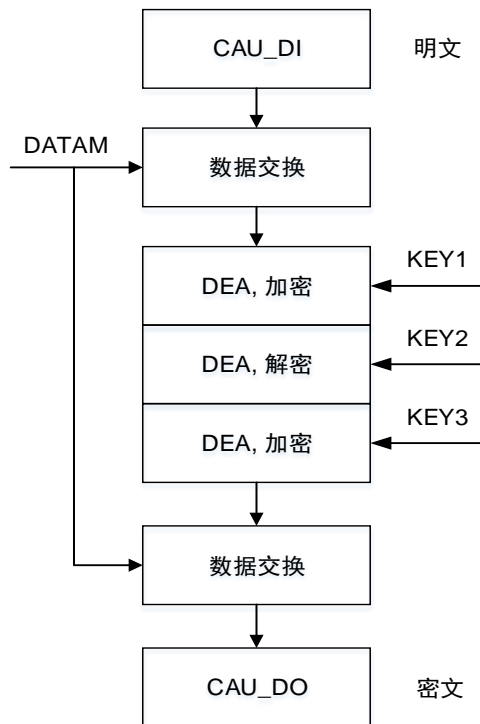 CAU_DI 明文
DATAM
数据交换
KEY1
DEA, 加密
KEY2
DEA, 解密
KEY3
DEA, 加密
数据交换
CAU_DO 密文